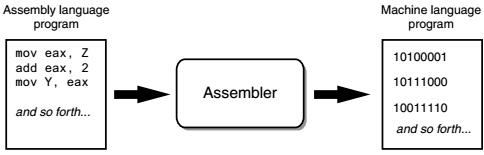 Assembly language
program
mov eax, Z
add eax, 2
mov Y, eax
and so forth...
Assembler
Machine language
program
10100001
10111000
10011110
and so forth...